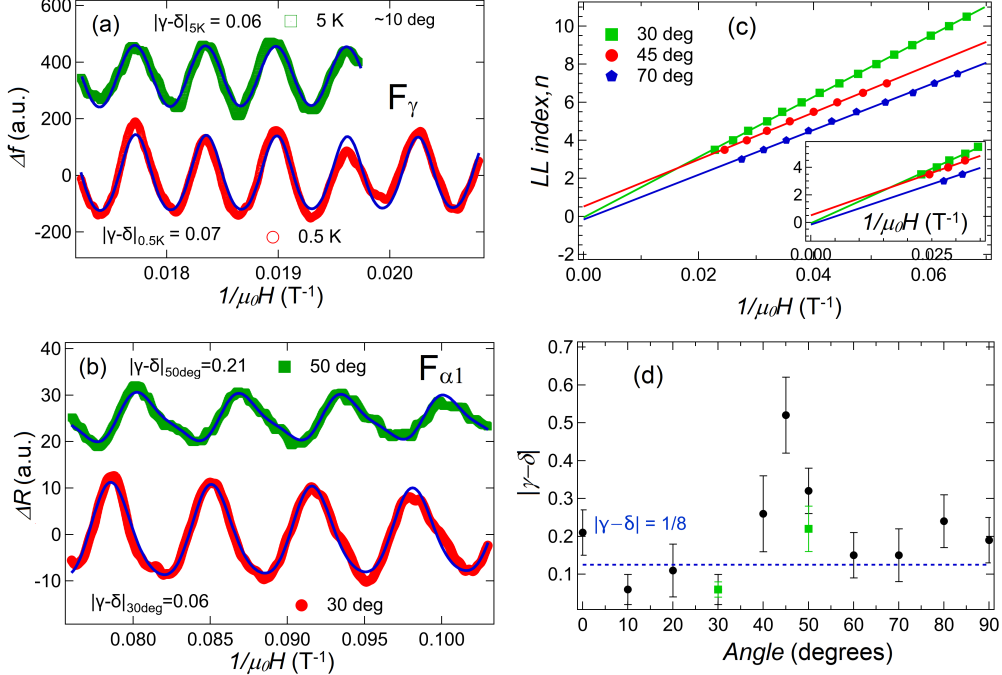 (a) |γ-δ|5K = 0.06 5 K ~10 deg
600
400
200
0
-200
Δf (a.u.)
Fγ
|γ-δ|0.5K = 0.07 0.5 K
0.018 0.019 0.020
1/μ0H (T-1)
(c)
30 deg
45 deg
70 deg
10
8
6
4
2
0
-2
LL index,n
4
2
0
0.00 0.025
1/μ0H (T-1)
0.00 0.02 0.04 0.06
1/μ0H (T-1)
(b) |γ-δ|50deg=0.21 50 deg
Fα1
40
30
20
10
0
-10
ΔR (a.u.)
|γ-δ|30deg=0.06 30 deg
0.080 0.085 0.090 0.095 0.100
1/μ0H (T-1)
(d)
0.7
0.6
0.5
0.4
0.3
0.2
0.1
|γ−δ|
|γ−δ| = 1/8
0 10 20 30 40 50 60 70 80 90
Angle (degrees)